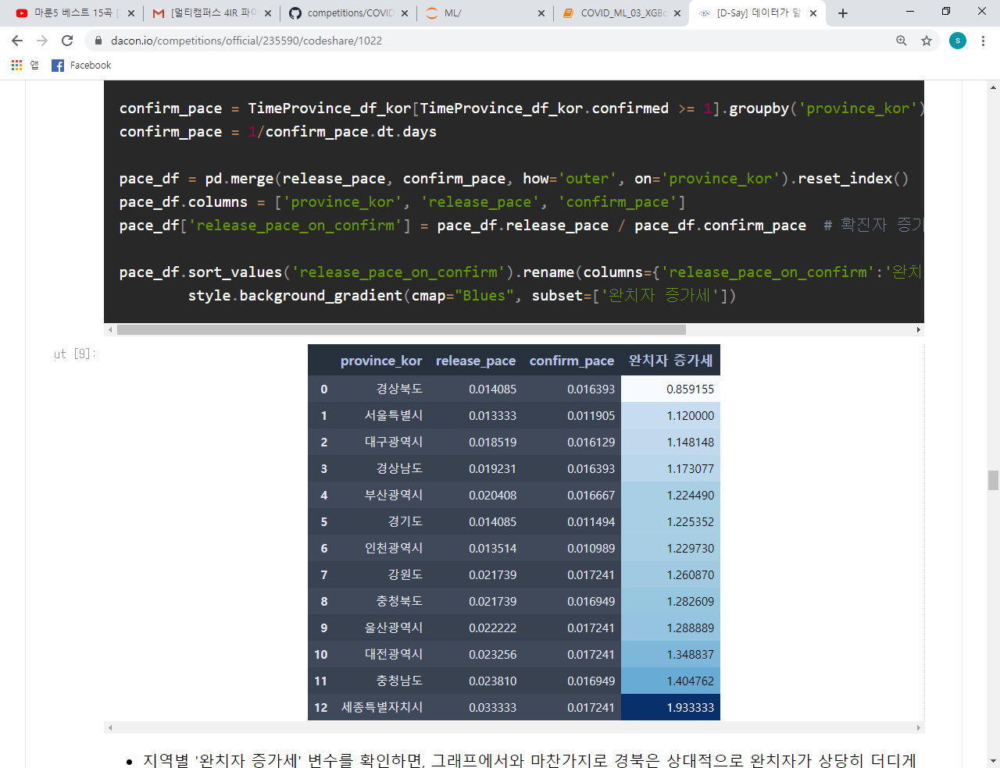 마룬5 베스트 15곡
[멀티캠퍼스 4IR 파이
competitions/COVID
ML/
COVID_ML_03_XGBo
[D-Say] 데이터가 말
dacon.io/competitions/official/235590/codeshare/1022
s
앱 Facebook
confirm_pace = TimeProvince_df_kor[TimeProvince_df_kor.confirmed >= 1].groupby('province_kor')
confirm_pace = 1/confirm_pace.dt.days
pace_df = pd.merge(release_pace, confirm_pace, how='outer', on='province_kor').reset_index()
pace_df.columns = ['province_kor', 'release_pace', 'confirm_pace']
pace_df['release_pace_on_confirm'] = pace_df.release_pace / pace_df.confirm_pace # 확진자 증가
pace_df.sort_values('release_pace_on_confirm').rename(columns={'release_pace_on_confirm':'완치
style.background_gradient(cmap="Blues", subset=['완치자 증가세'])
ut [9]:
province_kor release_pace confirm_pace 완치자 증가세
0 경상북도 0.014085 0.016393 0.859155
1 서울특별시 0.013333 0.011905 1.120000
2 대구광역시 0.018519 0.016129 1.148148
3 경상남도 0.019231 0.016393 1.173077
4 부산광역시 0.020408 0.016667 1.224490
5 경기도 0.014085 0.011494 1.225352
6 인천광역시 0.013514 0.010989 1.229730
7 강원도 0.021739 0.017241 1.260870
8 충청북도 0.021739 0.016949 1.282609
9 울산광역시 0.022222 0.017241 1.288889
10 대전광역시 0.023256 0.017241 1.348837
11 충청남도 0.023810 0.016949 1.404762
12 세종특별자치시 0.033333 0.017241 1.933333
• 지역별 '완치자 증가세' 변수를 확인하면, 그래프에서와 마찬가지로 경북은 상대적으로 완치자가 상당히 더디게